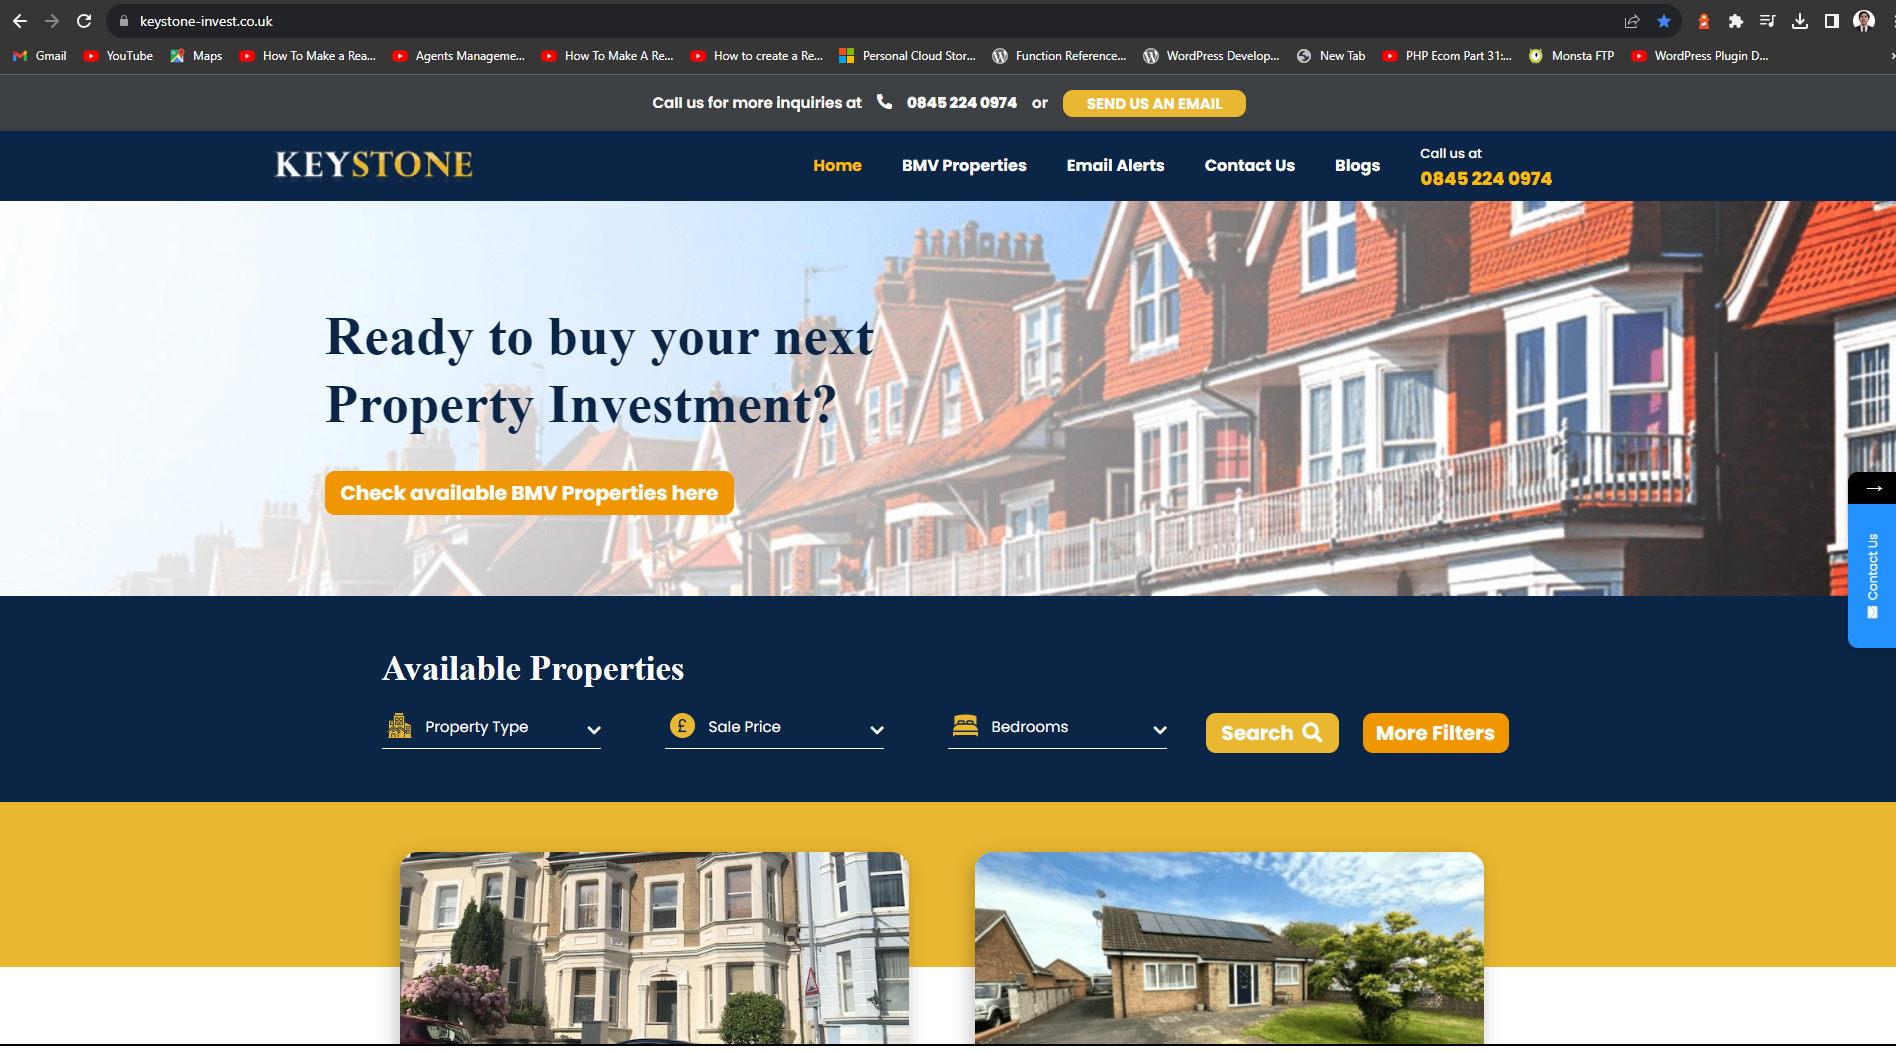 keystone-invest.co.uk
Gmail
YouTube
Maps
How To Make a Rea...
Agents Manageme...
How To Make A Re...
How to create a Re...
Personal Cloud Stor...
Function Reference...
WordPress Develop...
New Tab
PHP Ecom Part 31:...
Monsta FTP
WordPress Plugin D...
Call us for more inquiries at 0845 224 0974 or SEND US AN EMAIL
KEYSTONE
Home
BMV Properties
Email Alerts
Contact Us
Blogs
Call us at
0845 224 0974
Ready to buy your next
Property Investment?
Check available BMV Properties here
Contact Us
Available Properties
Property Type
£ Sale Price
Bedrooms
Search
More Filters